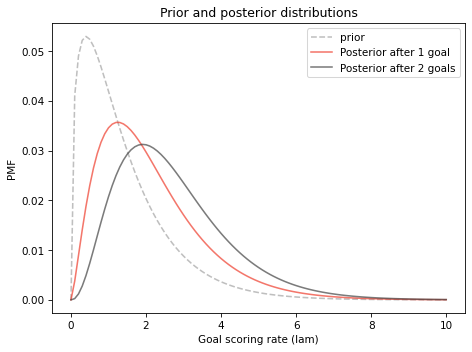 Prior and posterior distributions
prior
Posterior after 1 goal
Posterior after 2 goals
PMF
0.05
0.04
0.03
0.02
0.01
0.00
0 2 4 6 8 10
Goal scoring rate (lam)